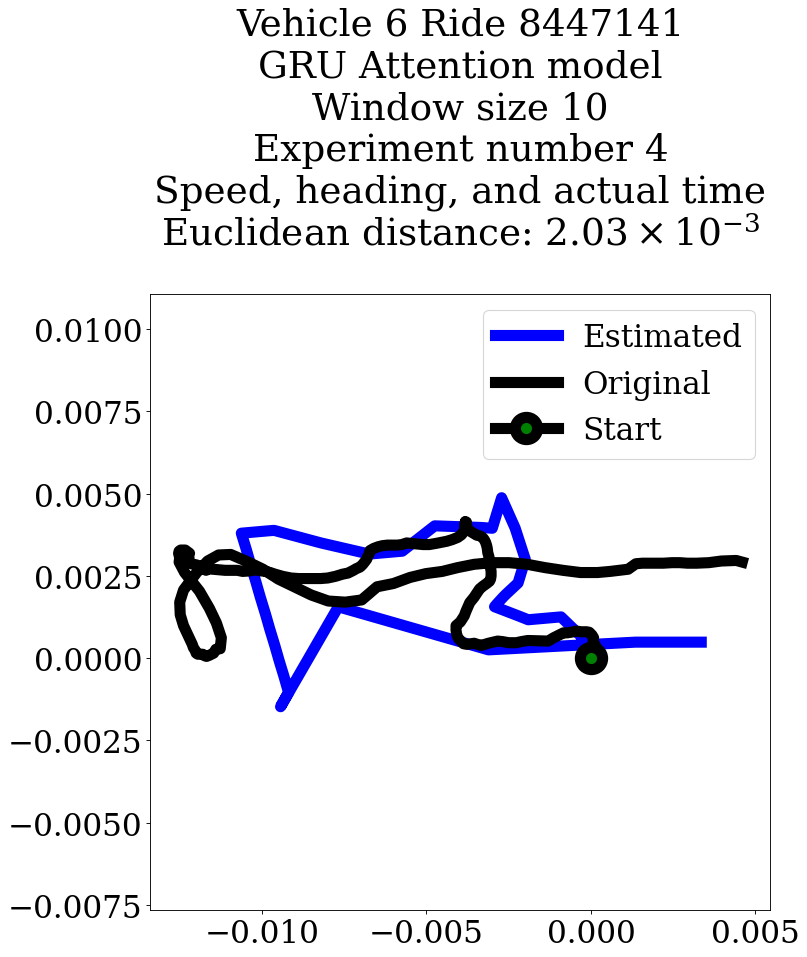 Vehicle 6 Ride 8447141
GRU Attention model
Window size 10
Experiment number 4
Speed, heading, and actual time
Euclidean distance: 2.03 × 10⁻³
Estimated
Original
Start
0.0100
0.0075
0.0050
0.0025
0.0000
−0.0025
−0.0050
−0.0075
−0.010 −0.005 0.000 0.005